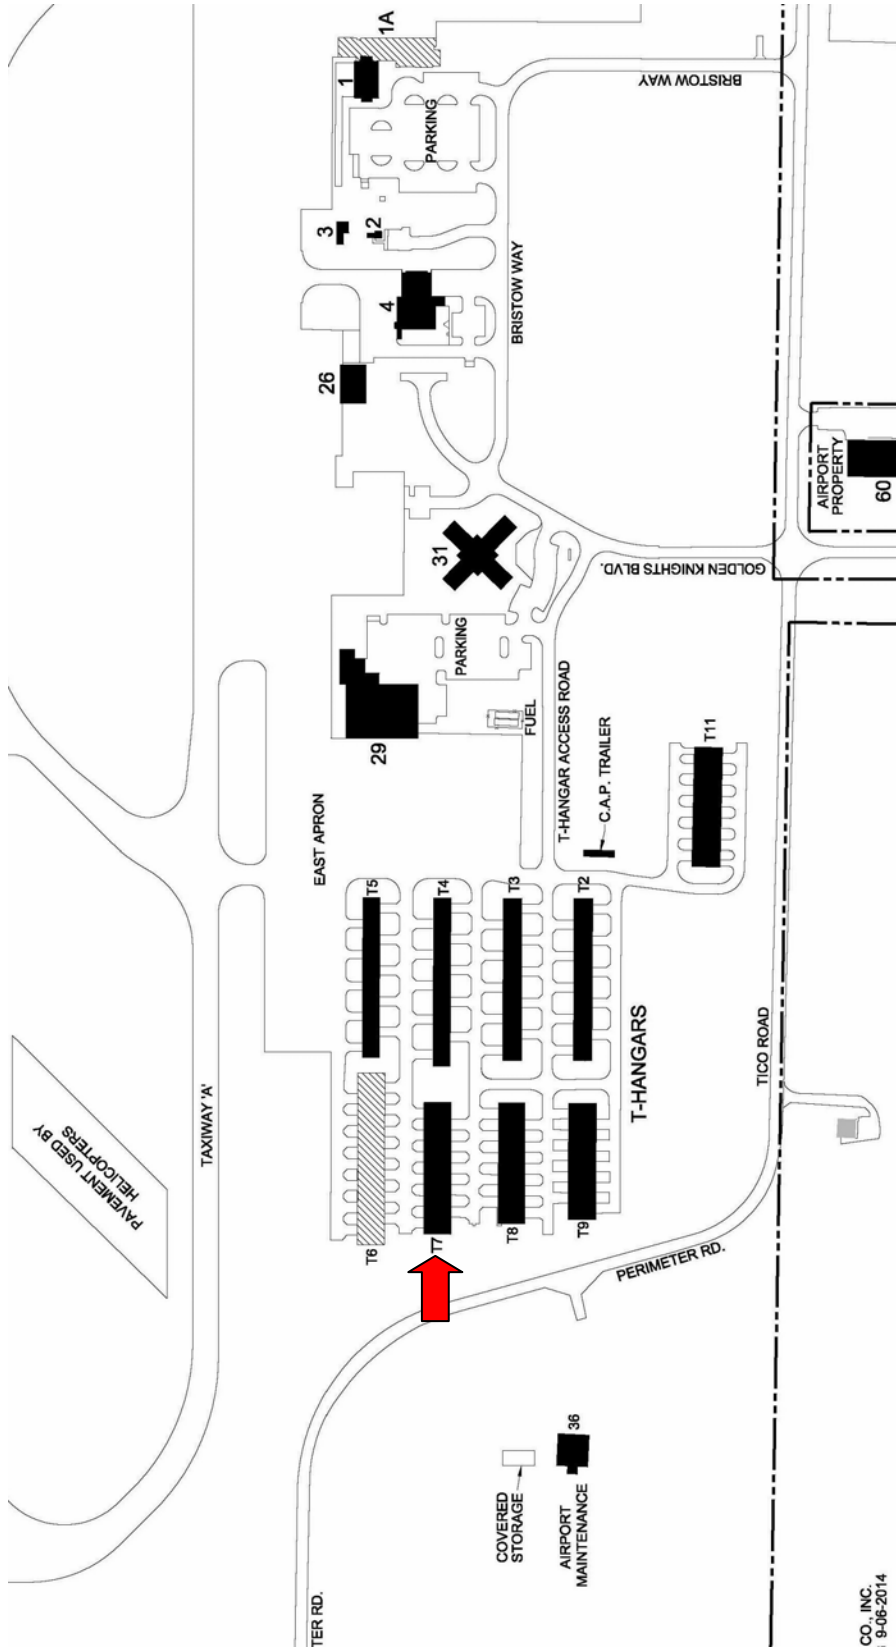 1A
1
PARKING
BRISTOW WAY
3
2
4
BRISTOW WAY
26
AIRPORT
PROPERTY
60
31
GOLDEN KNIGHTS BLVD.
PARKING
29
FUEL
T-HANGAR ACCESS ROAD
C.A.P. TRAILER
T11
EAST APRON
T5
T4
T3
T2
T-HANGARS
TICO ROAD
TAXIWAY 'A'
PAVEMENT USED BY
HELICOPTERS
T6
T7
T8
T9
PERIMETER RD.
COVERED
STORAGE
36
AIRPORT
MAINTENANCE
TER RD.
CO., INC.
9-06-2014